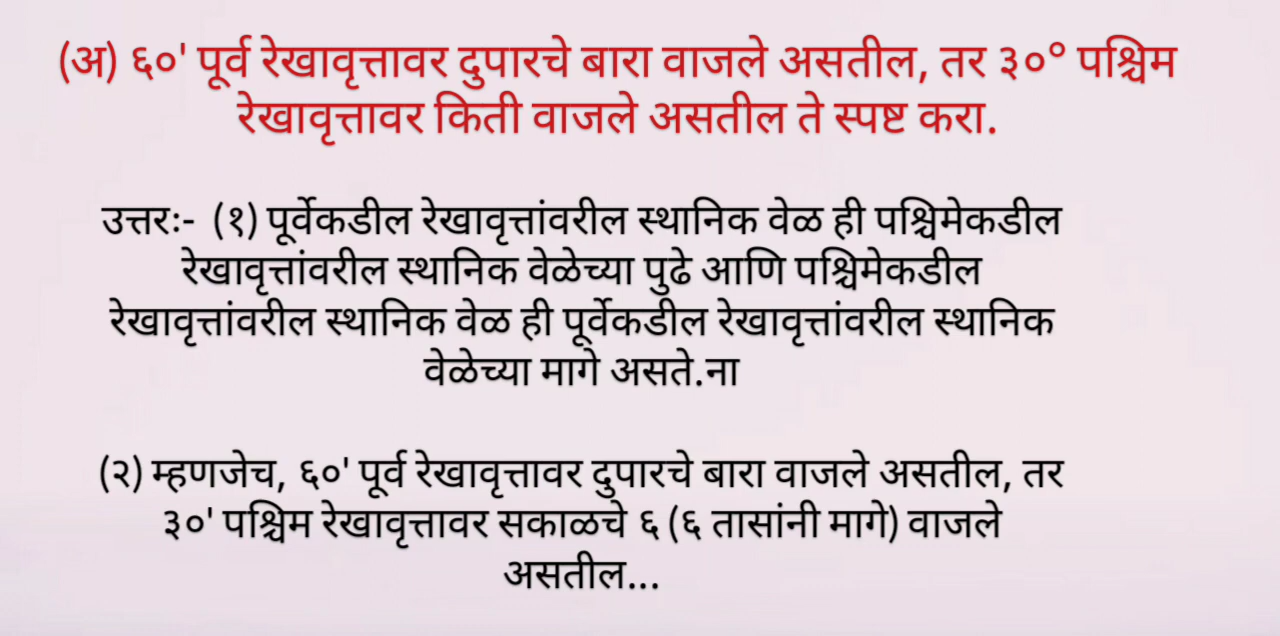 (अ) ६०' पूर्व रेखावृत्तावर दुपारचे बारा वाजले असतील, तर ३०° पश्चिम
रेखावृत्तावर किती वाजले असतील ते स्पष्ट करा.
उत्तरः- (१) पूर्वेकडील रेखावृत्तांवरील स्थानिक वेळ ही पश्चिमेकडील
रेखावृत्तांवरील स्थानिक वेळेच्या पुढे आणि पश्चिमेकडील
रेखावृत्तांवरील स्थानिक वेळ ही पूर्वेकडील रेखावृत्तांवरील स्थानिक
वेळेच्या मागे असते.ना
(२) म्हणजेच, ६०' पूर्व रेखावृत्तावर दुपारचे बारा वाजले असतील, तर
३०' पश्चिम रेखावृत्तावर सकाळचे ६ (६ तासांनी मागे) वाजले
असतील...